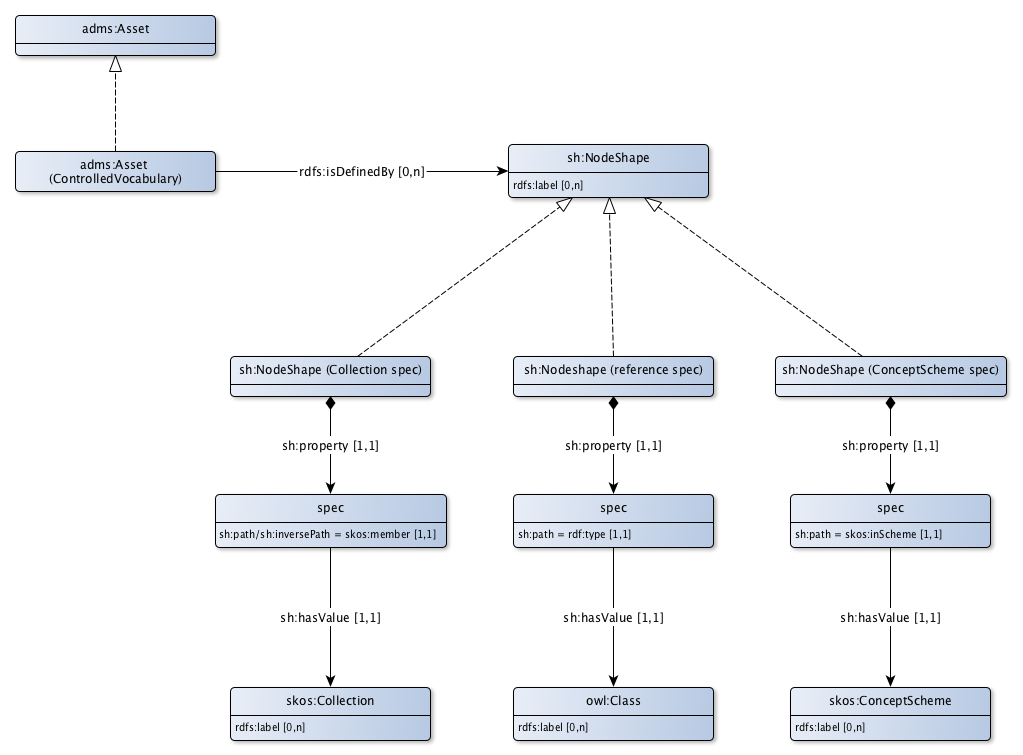 adms:Asset
adms:Asset
(ControlledVocabulary)
rdfs:isDefinedBy [0,n]
sh:NodeShape
rdfs:label [0,n]
sh:NodeShape (Collection spec)
sh:Nodeshape (reference spec)
sh:NodeShape (ConceptScheme spec)
sh:property [1,1]
sh:property [1,1]
sh:property [1,1]
spec
sh:path/sh:inversePath = skos:member [1,1]
spec
sh:path = rdf:type [1,1]
spec
sh:path = skos:inScheme [1,1]
sh:hasValue [1,1]
sh:hasValue [1,1]
sh:hasValue [1,1]
skos:Collection
rdfs:label [0,n]
owl:Class
rdfs:label [0,n]
skos:ConceptScheme
rdfs:label [0,n]